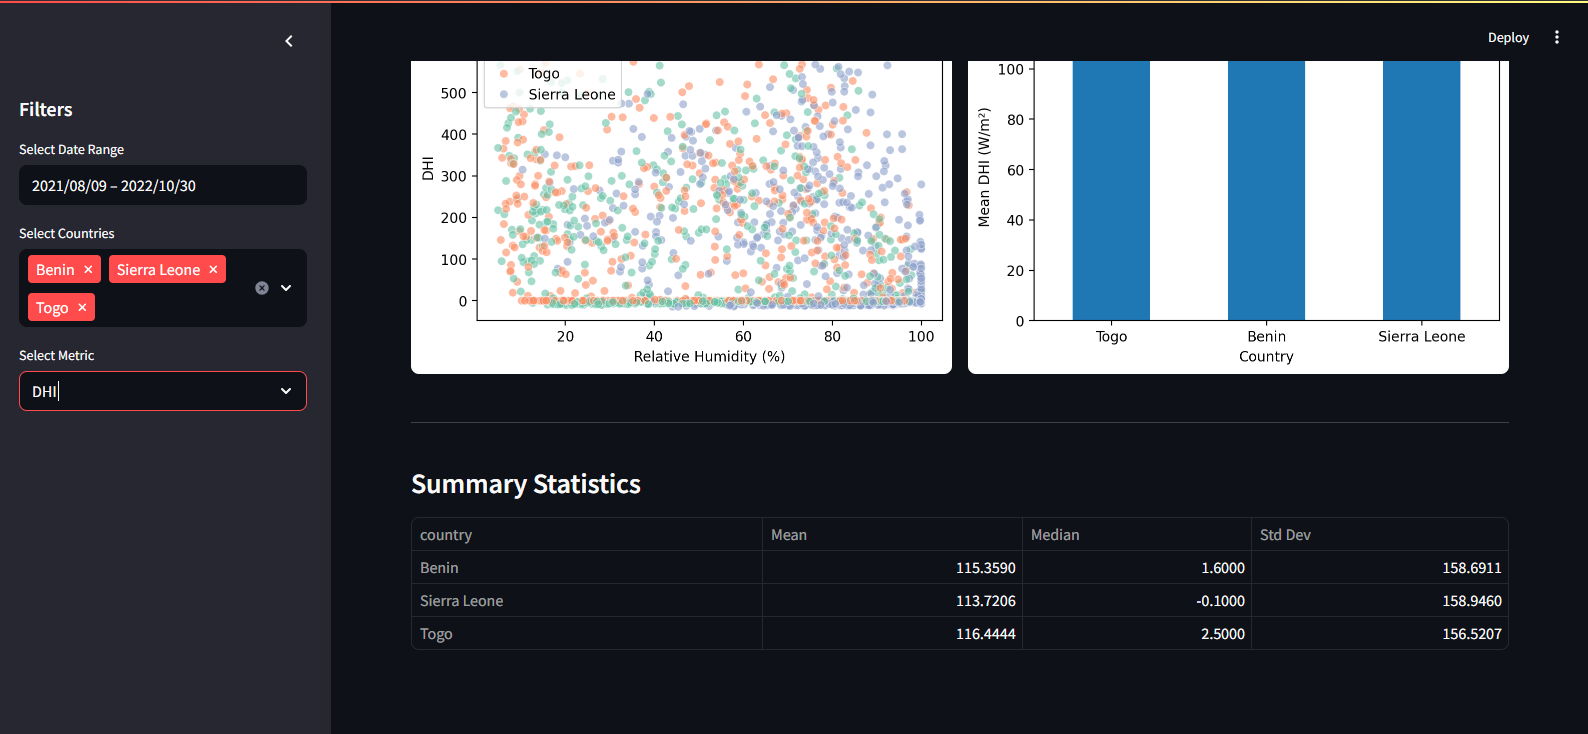 Deploy
Filters
Select Date Range
2021/08/09 – 2022/10/30
Select Countries
Benin
Sierra Leone
Togo
Select Metric
DHI
Togo
Sierra Leone
500
400
300
200
100
0
DHI
20 40 60 80 100
Relative Humidity (%)
100
80
60
40
20
0
Mean DHI (W/m²)
Togo Benin Sierra Leone
Country
Summary Statistics
country Mean Median Std Dev
Benin 115.3590 1.6000 158.6911
Sierra Leone 113.7206 -0.1000 158.9460
Togo 116.4444 2.5000 156.5207